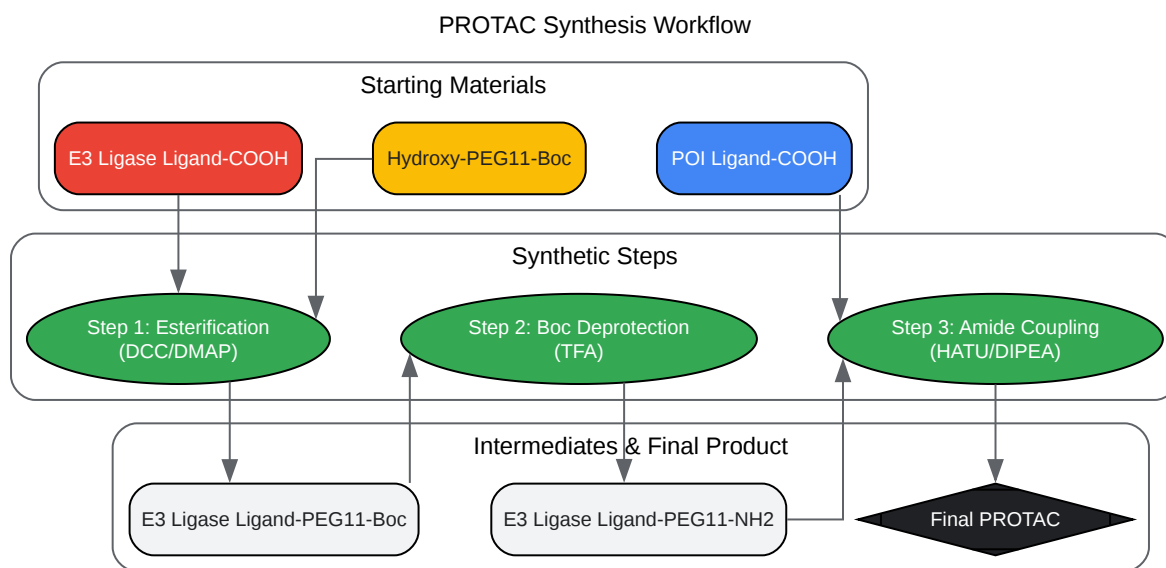 PROTAC Synthesis Workflow
Starting Materials
E3 Ligase Ligand-COOH
Hydroxy-PEG11-Boc
POI Ligand-COOH
Synthetic Steps
Step 1: Esterification
(DCC/DMAP)
Step 2: Boc Deprotection
(TFA)
Step 3: Amide Coupling
(HATU/DIPEA)
Intermediates & Final Product
E3 Ligase Ligand-PEG11-Boc
E3 Ligase Ligand-PEG11-NH2
Final PROTAC